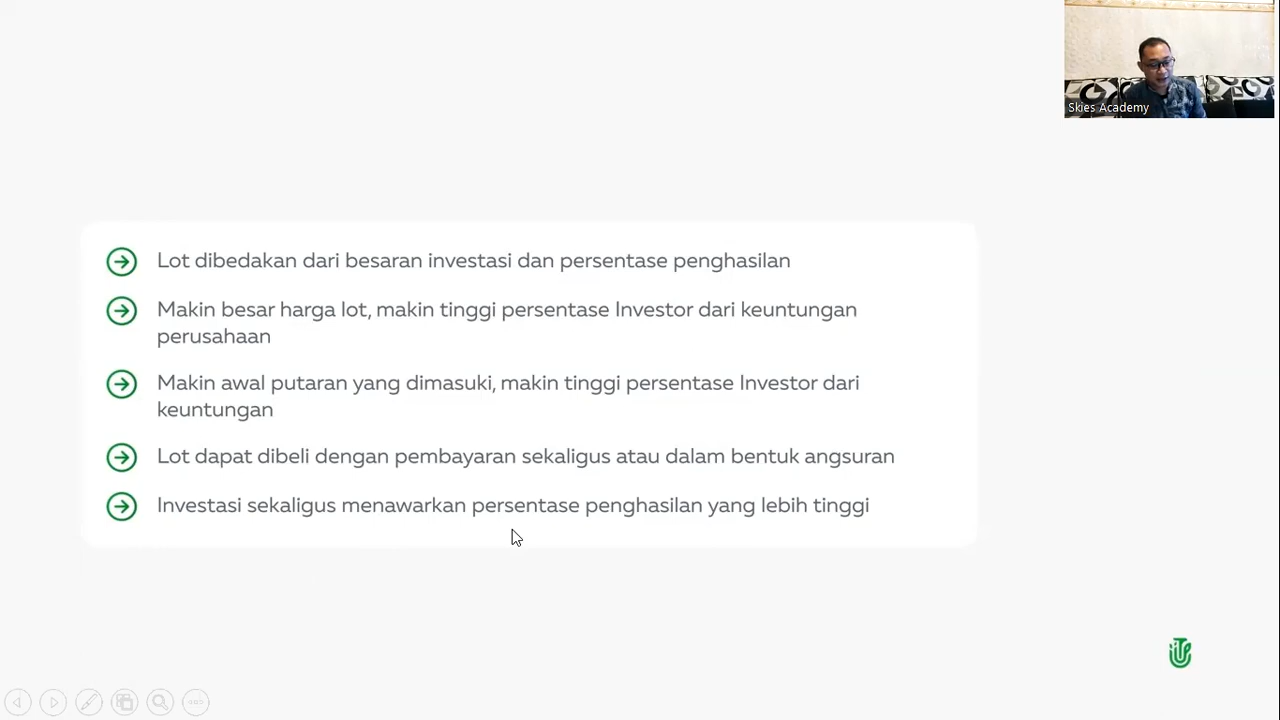 Skies Academy
Lot dibedakan dari besaran investasi dan persentase penghasilan
Makin besar harga lot, makin tinggi persentase Investor dari keuntungan
perusahaan
Makin awal putaran yang dimasuki, makin tinggi persentase Investor dari
keuntungan
Lot dapat dibeli dengan pembayaran sekaligus atau dalam bentuk angsuran
Investasi sekaligus menawarkan persentase penghasilan yang lebih tinggi